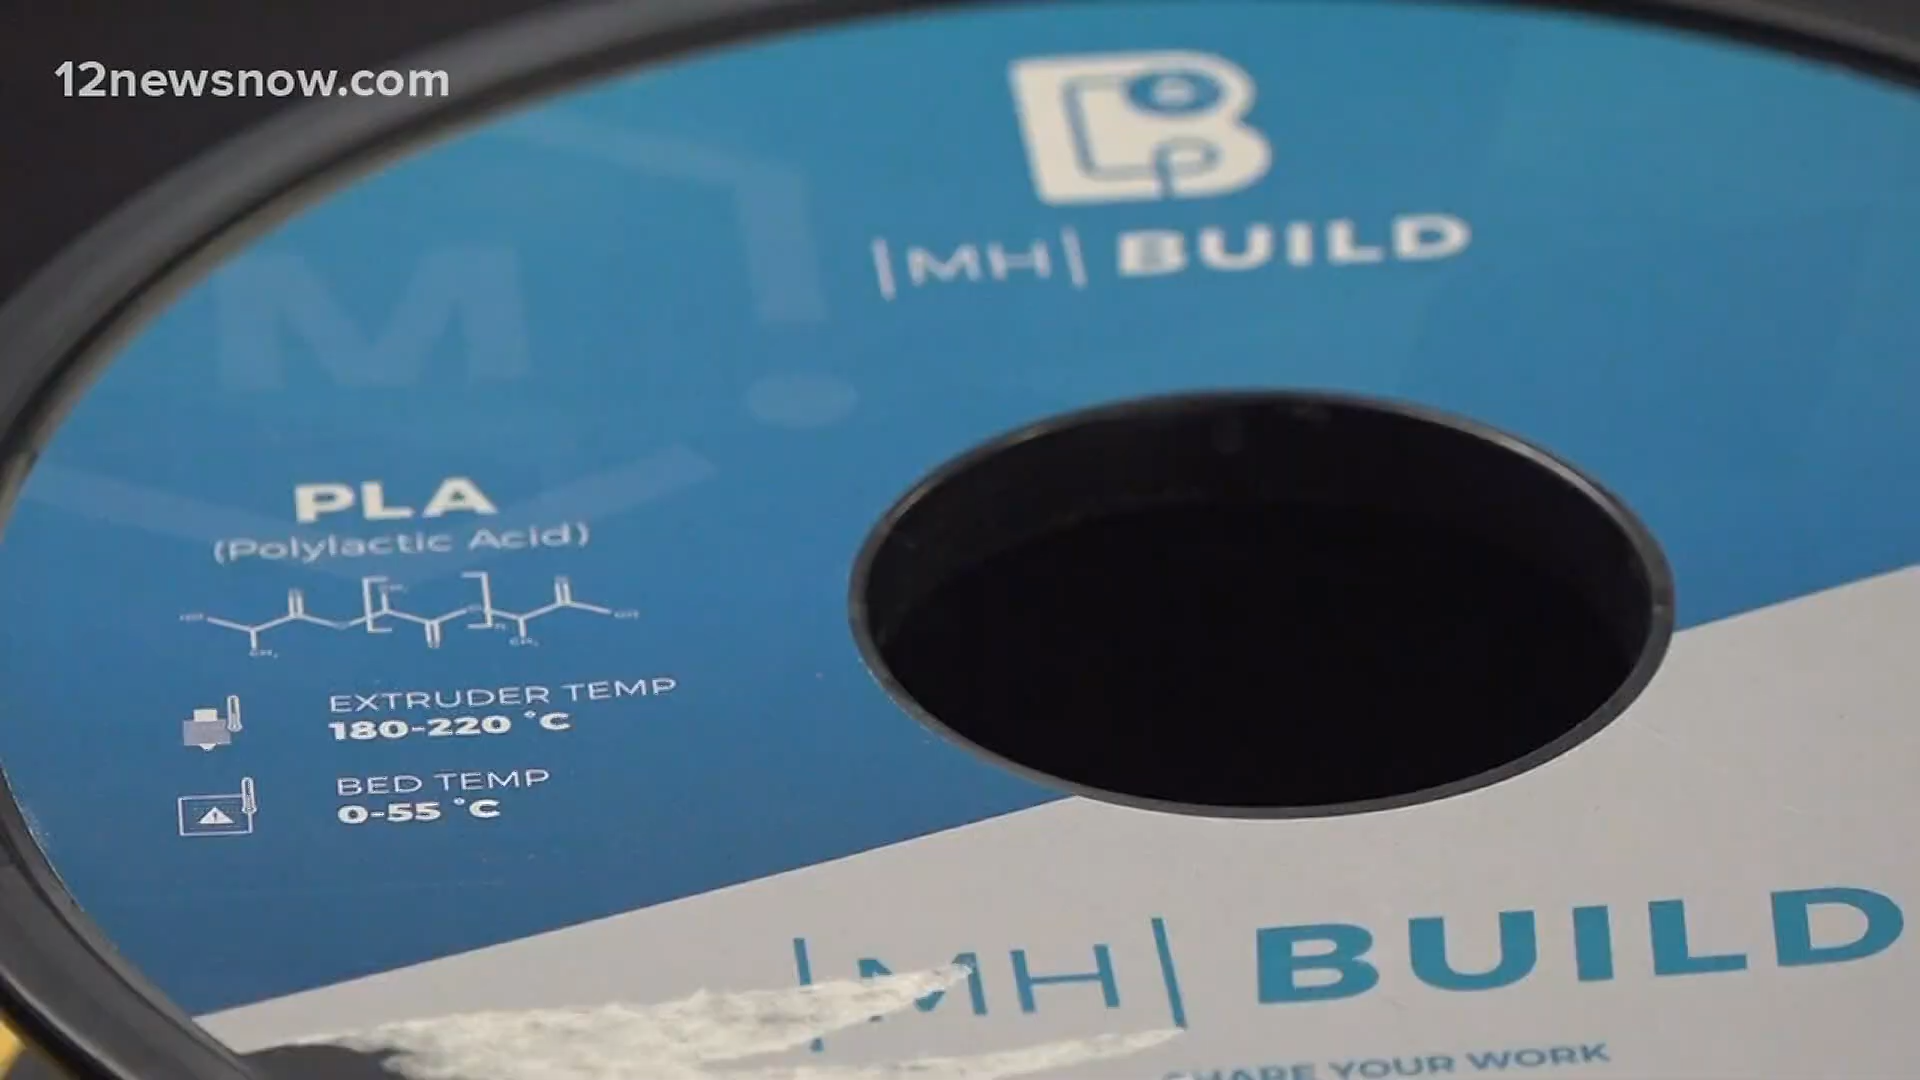 12newsnow.com
|MH| BUILD
PLA
(Polylactic Acid)
EXTRUDER TEMP
180-220 °C
BED TEMP
0-55 °C
M!
|MH| BUILD
SHARE YOUR WORK